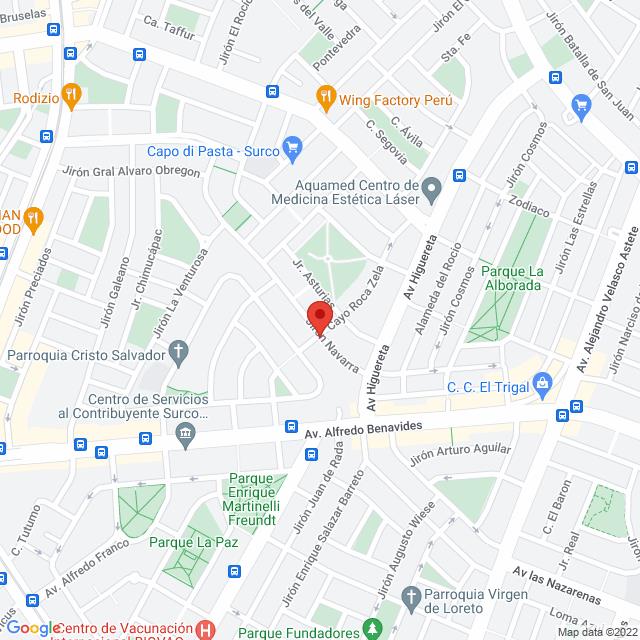 Bruselas
Ca. Taffur
Jirón El Rocío
del Valle
Pontevedra
Sta. Fe
Jirón Batalla de San Juan
Rodizio
Wing Factory Perú
C. Ávila
C. Segovia
Capo di Pasta - Surco
Jirón Cosmos
Jirón Gral Alvaro Obregon
Aquamed Centro de
Medicina Estética Láser
Zodiaco
Jirón Las Estrellas
Jirón Preciados
Jirón Galeano
Jr. Chimucápac
Jirón La Venturosa
Jr. Asturias
Cayo Roca Zela
Av Higuereta
Alameda del Rocio
Jirón Cosmos
Parque La
Alborada
Av. Alejandro Velasco Astete
Jirón Narciso de
Jirón Navarra
Parroquia Cristo Salvador
Av Higuereta
C. C. El Trigal
Centro de Servicios
al Contribuyente Surco...
Av. Alfredo Benavides
Jirón Arturo Aguilar
Jirón Juan de Rada
Parque
Enrique
Martinelli
Freundt
Jirón Enrique Salazar Barreto
Jirón Augusto Wiese
C. El Baron
Jr. Real
C. Tutumo
Av. Alfredo Franco
Parque La Paz
Av las Nazarenas
Parroquia Virgen
de Loreto
Loma
Google
Centro de Vacunación
Parque Fundadores
Map data ©2022